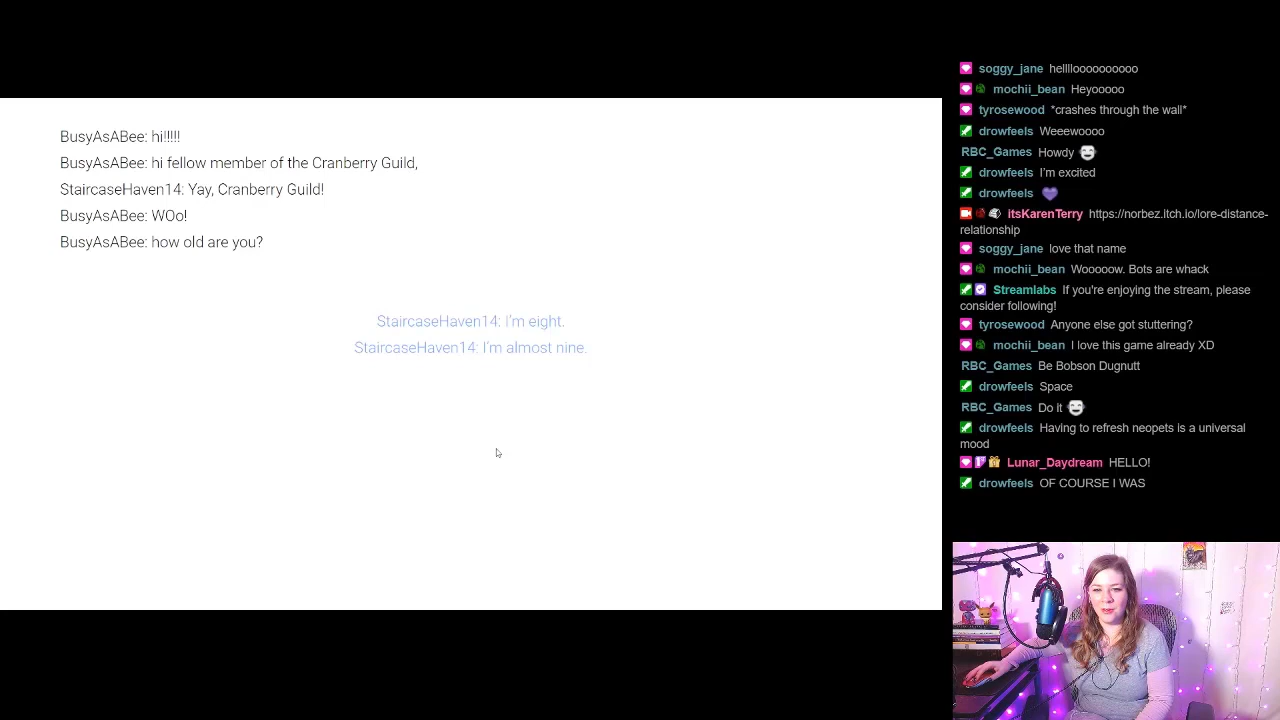 BusyAsABee: hi!!!!!
BusyAsABee: hi fellow member of the Cranberry Guild,
StaircaseHaven14: Yay, Cranberry Guild!
BusyAsABee: WOo!
BusyAsABee: how old are you?
StaircaseHaven14: I'm eight.
StaircaseHaven14: I'm almost nine.
soggy_jane helllloooooooooo
mochii_bean Heyooooo
tyrosewood *crashes through the wall*
drowfeels Weeewoooo
RBC_Games Howdy
drowfeels I'm excited
drowfeels
itsKarenTerry https://norbez.itch.io/lore-distance-
relationship
soggy_jane love that name
mochii_bean Wooooow. Bots are whack
Streamlabs If you're enjoying the stream, please
consider following!
tyrosewood Anyone else got stuttering?
mochii_bean I love this game already XD
RBC_Games Be Bobson Dugnutt
drowfeels Space
RBC_Games Do it
drowfeels Having to refresh neopets is a universal
mood
Lunar_Daydream HELLO!
drowfeels OF COURSE I WAS